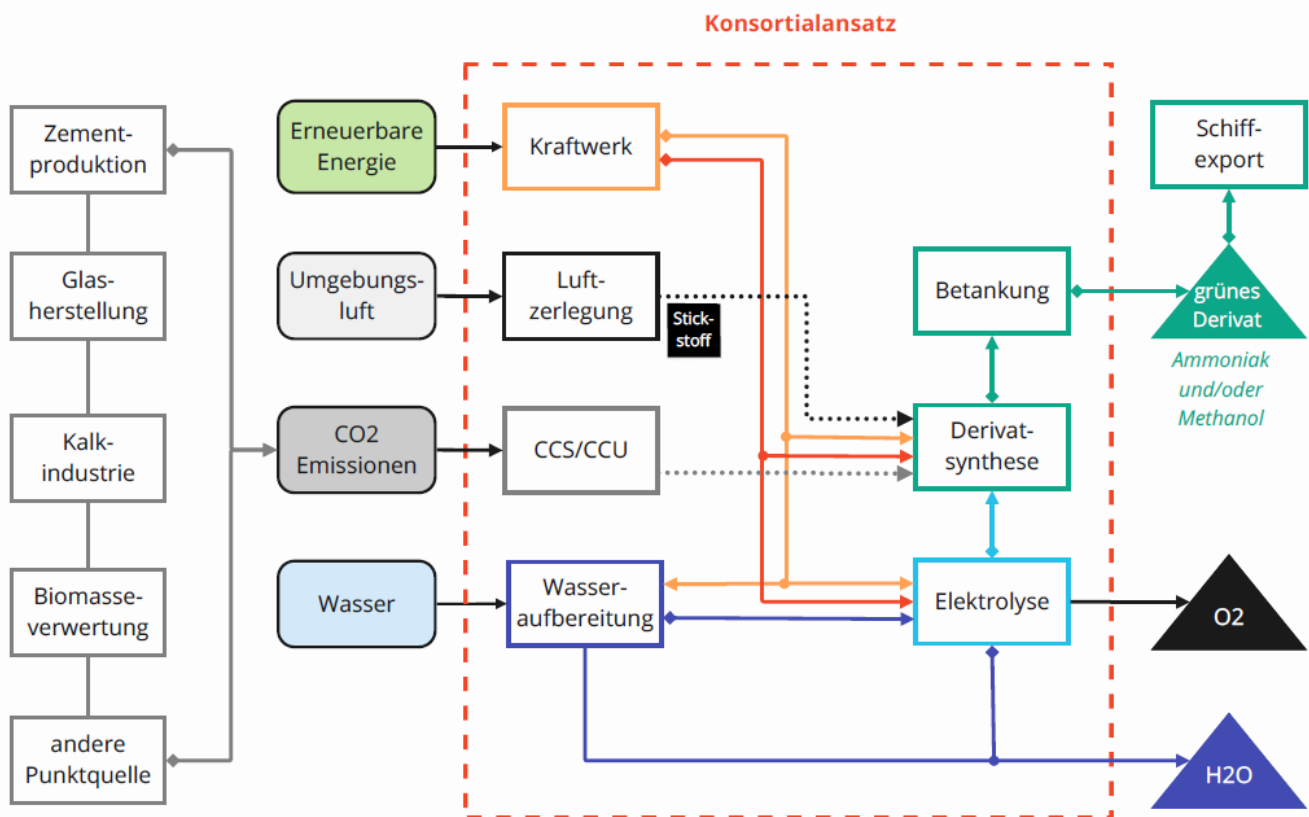 Konsortialansatz
Zement-
produktion
Glas-
herstellung
Kalk-
industrie
Biomasse-
verwertung
andere
Punktquelle
Erneuerbare
Energie
Umgebungs-
luft
CO2
Emissionen
Wasser
Kraftwerk
Luft-
zerlegung
Stick-
stoff
CCS/CCU
Wasser-
aufbereitung
Betankung
Derivat-
synthese
Elektrolyse
Schiff-
export
grünes
Derivat
Ammoniak
und/oder
Methanol
O2
H2O